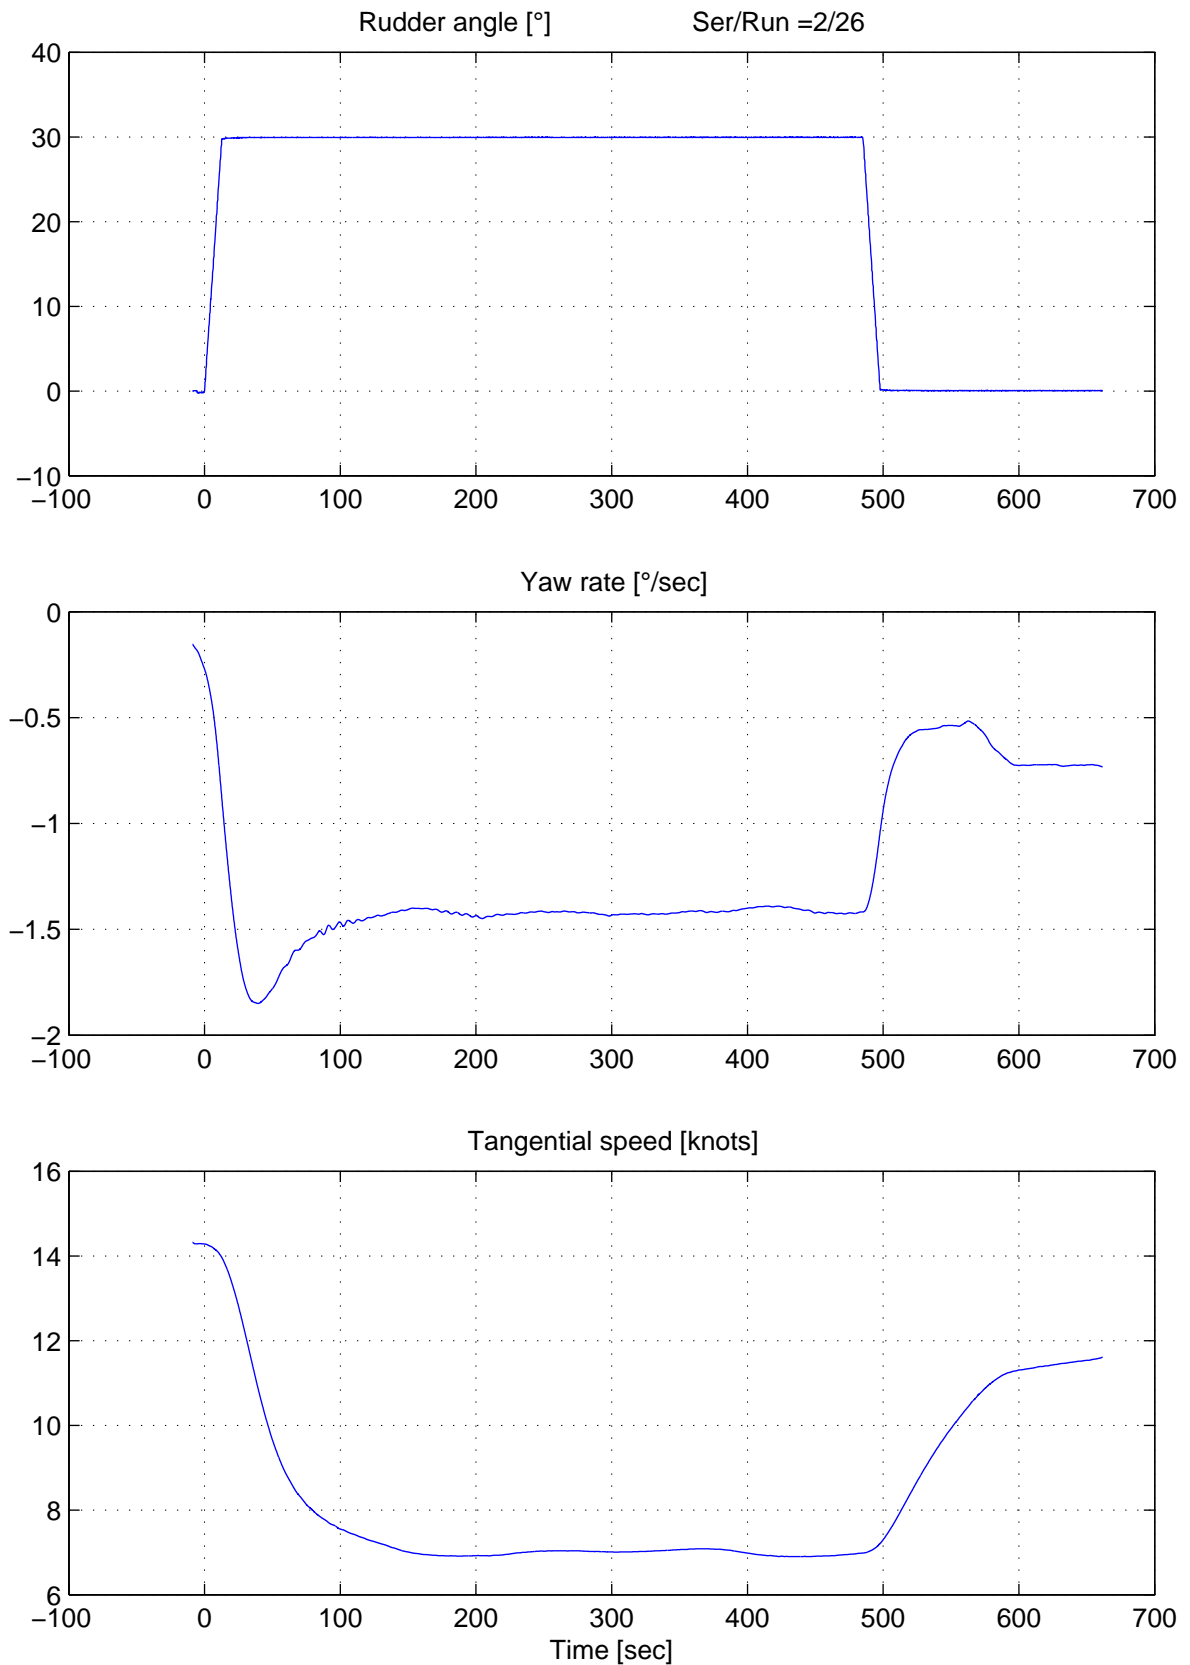 Rudder angle [°] Ser/Run =2/26
40
30
20
10
0
−10
−100 0 100 200 300 400 500 600 700
Yaw rate [°/sec]
0
−0.5
−1
−1.5
−2
−100 0 100 200 300 400 500 600 700
Tangential speed [knots]
16
14
12
10
8
6
−100 0 100 200 300 400 500 600 700
Time [sec]